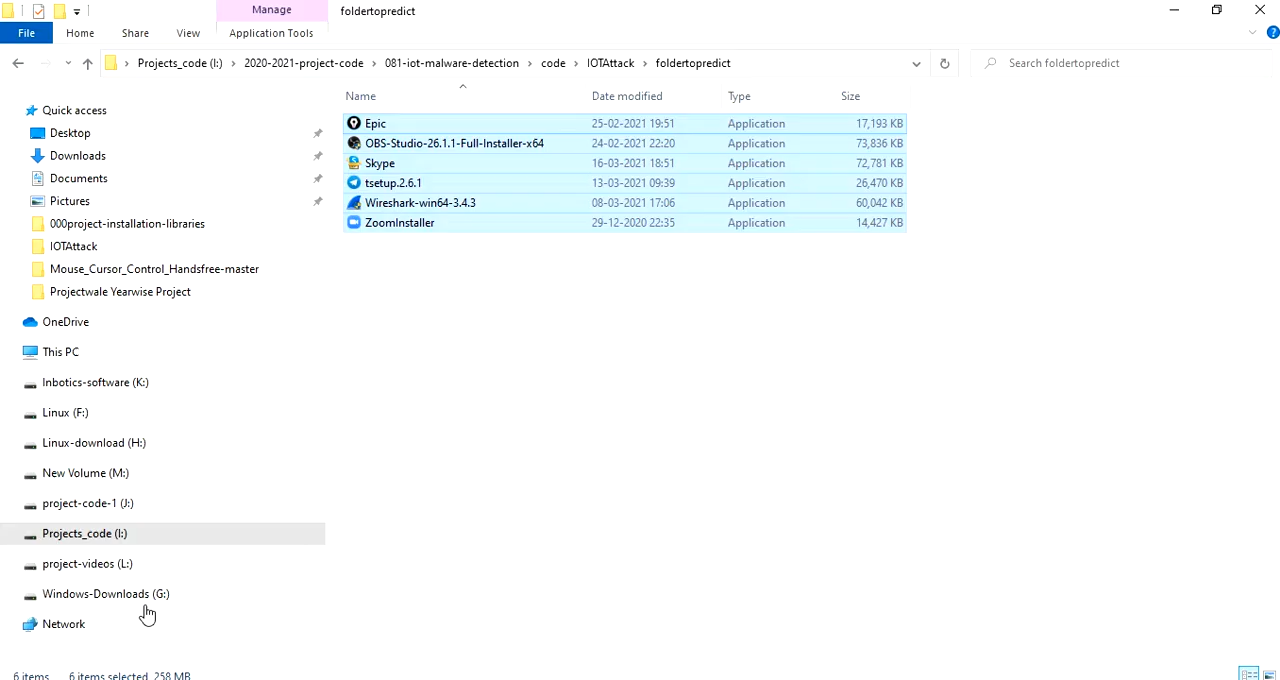 Manage foldertopredict
File Home Share View Application Tools
Projects_code (I:) › 2020-2021-project-code › 081-iot-malware-detection › code › IOTAttack › foldertopredict Search foldertopredict
Name Date modified Type Size
Quick access
Desktop
Downloads
Documents
Pictures
000project-installation-libraries
IOTAttack
Mouse_Cursor_Control_Handsfree-master
Projectwale Yearwise Project
OneDrive
This PC
Inbotics-software (K:)
Linux (F:)
Linux-download (H:)
New Volume (M:)
project-code-1 (J:)
Projects_code (I:)
project-videos (L:)
Windows-Downloads (G:)
Network
Epic 25-02-2021 19:51 Application 17,193 KB
OBS-Studio-26.1.1-Full-Installer-x64 24-02-2021 22:20 Application 73,836 KB
Skype 16-03-2021 18:51 Application 72,781 KB
tsetup.2.6.1 13-03-2021 09:39 Application 26,470 KB
Wireshark-win64-3.4.3 08-03-2021 17:06 Application 60,042 KB
ZoomInstaller 29-12-2020 22:35 Application 14,427 KB
6 items 6 items selected 258 MB